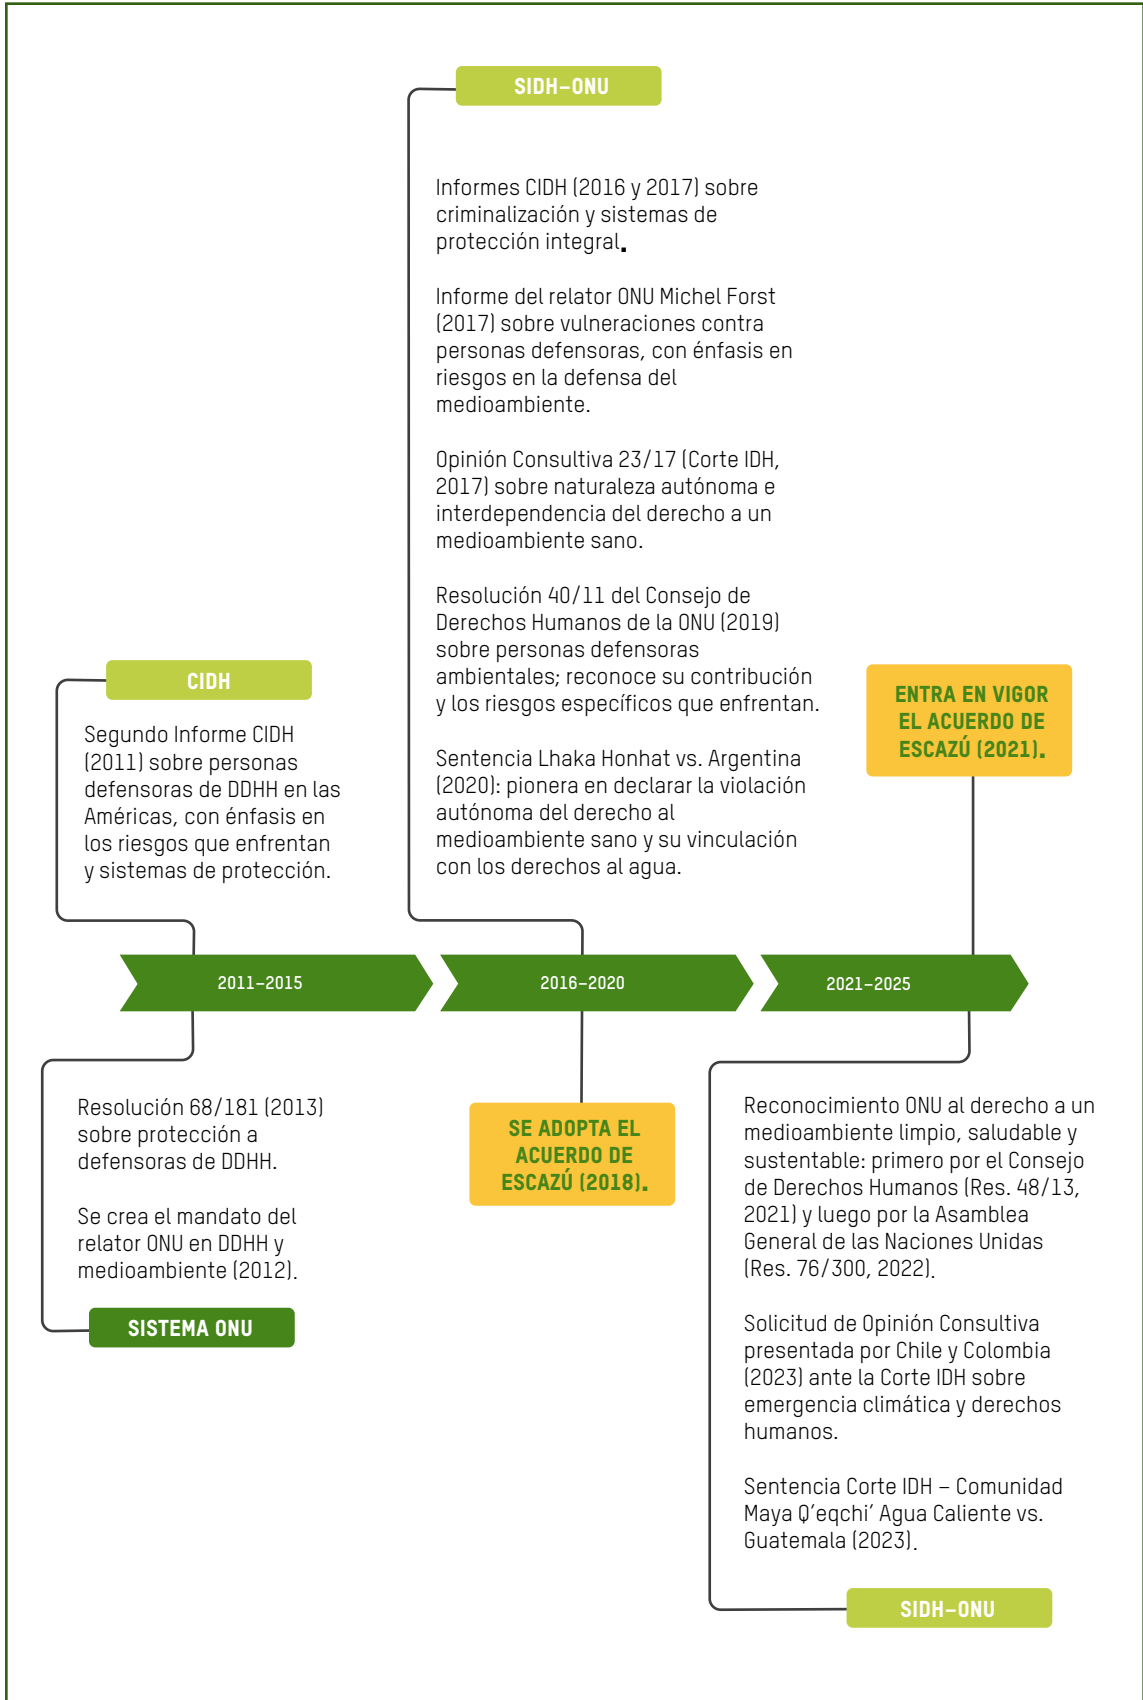 SIDH–ONU
Informes CIDH (2016 y 2017) sobre
criminalización y sistemas de
protección integral.
Informe del relator ONU Michel Forst
(2017) sobre vulneraciones contra
personas defensoras, con énfasis en
riesgos en la defensa del
medioambiente.
Opinión Consultiva 23/17 (Corte IDH,
2017) sobre naturaleza autónoma e
interdependencia del derecho a un
medioambiente sano.
Resolución 40/11 del Consejo de
Derechos Humanos de la ONU (2019)
sobre personas defensoras
ambientales; reconoce su contribución
y los riesgos específicos que enfrentan.
Sentencia Lhaka Honhat vs. Argentina
(2020): pionera en declarar la violación
autónoma del derecho al
medioambiente sano y su vinculación
con los derechos al agua.
CIDH
Segundo Informe CIDH
(2011) sobre personas
defensoras de DDHH en las
Américas, con énfasis en
los riesgos que enfrentan
y sistemas de protección.
ENTRA EN VIGOR
EL ACUERDO DE
ESCAZÚ (2021).
2011–2015
2016–2020
2021–2025
Resolución 68/181 (2013)
sobre protección a
defensoras de DDHH.
Se crea el mandato del
relator ONU en DDHH y
medioambiente (2012).
SISTEMA ONU
SE ADOPTA EL
ACUERDO DE
ESCAZÚ (2018).
Reconocimiento ONU al derecho a un
medioambiente limpio, saludable y
sustentable: primero por el Consejo
de Derechos Humanos (Res. 48/13,
2021) y luego por la Asamblea
General de las Naciones Unidas
(Res. 76/300, 2022).
Solicitud de Opinión Consultiva
presentada por Chile y Colombia
(2023) ante la Corte IDH sobre
emergencia climática y derechos
humanos.
Sentencia Corte IDH – Comunidad
Maya Q’eqchi’ Agua Caliente vs.
Guatemala (2023).
SIDH–ONU